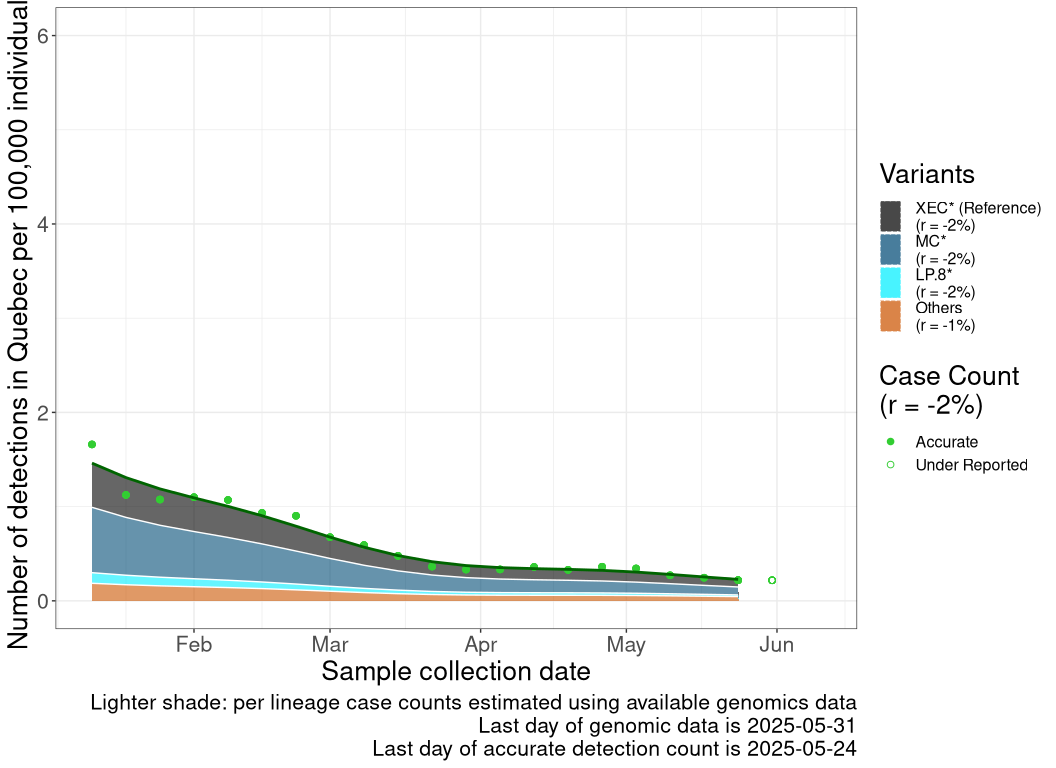 Number of detections in Quebec per 100,000 individual
6
4
2
0
Feb
Mar
Apr
May
Jun
Sample collection date
Variants
XEC* (Reference)
(r = -2%)
MC*
(r = -2%)
LP.8*
(r = -2%)
Others
(r = -1%)
Case Count
(r = -2%)
Accurate
Under Reported
Lighter shade: per lineage case counts estimated using available genomics data
Last day of genomic data is 2025-05-31
Last day of accurate detection count is 2025-05-24